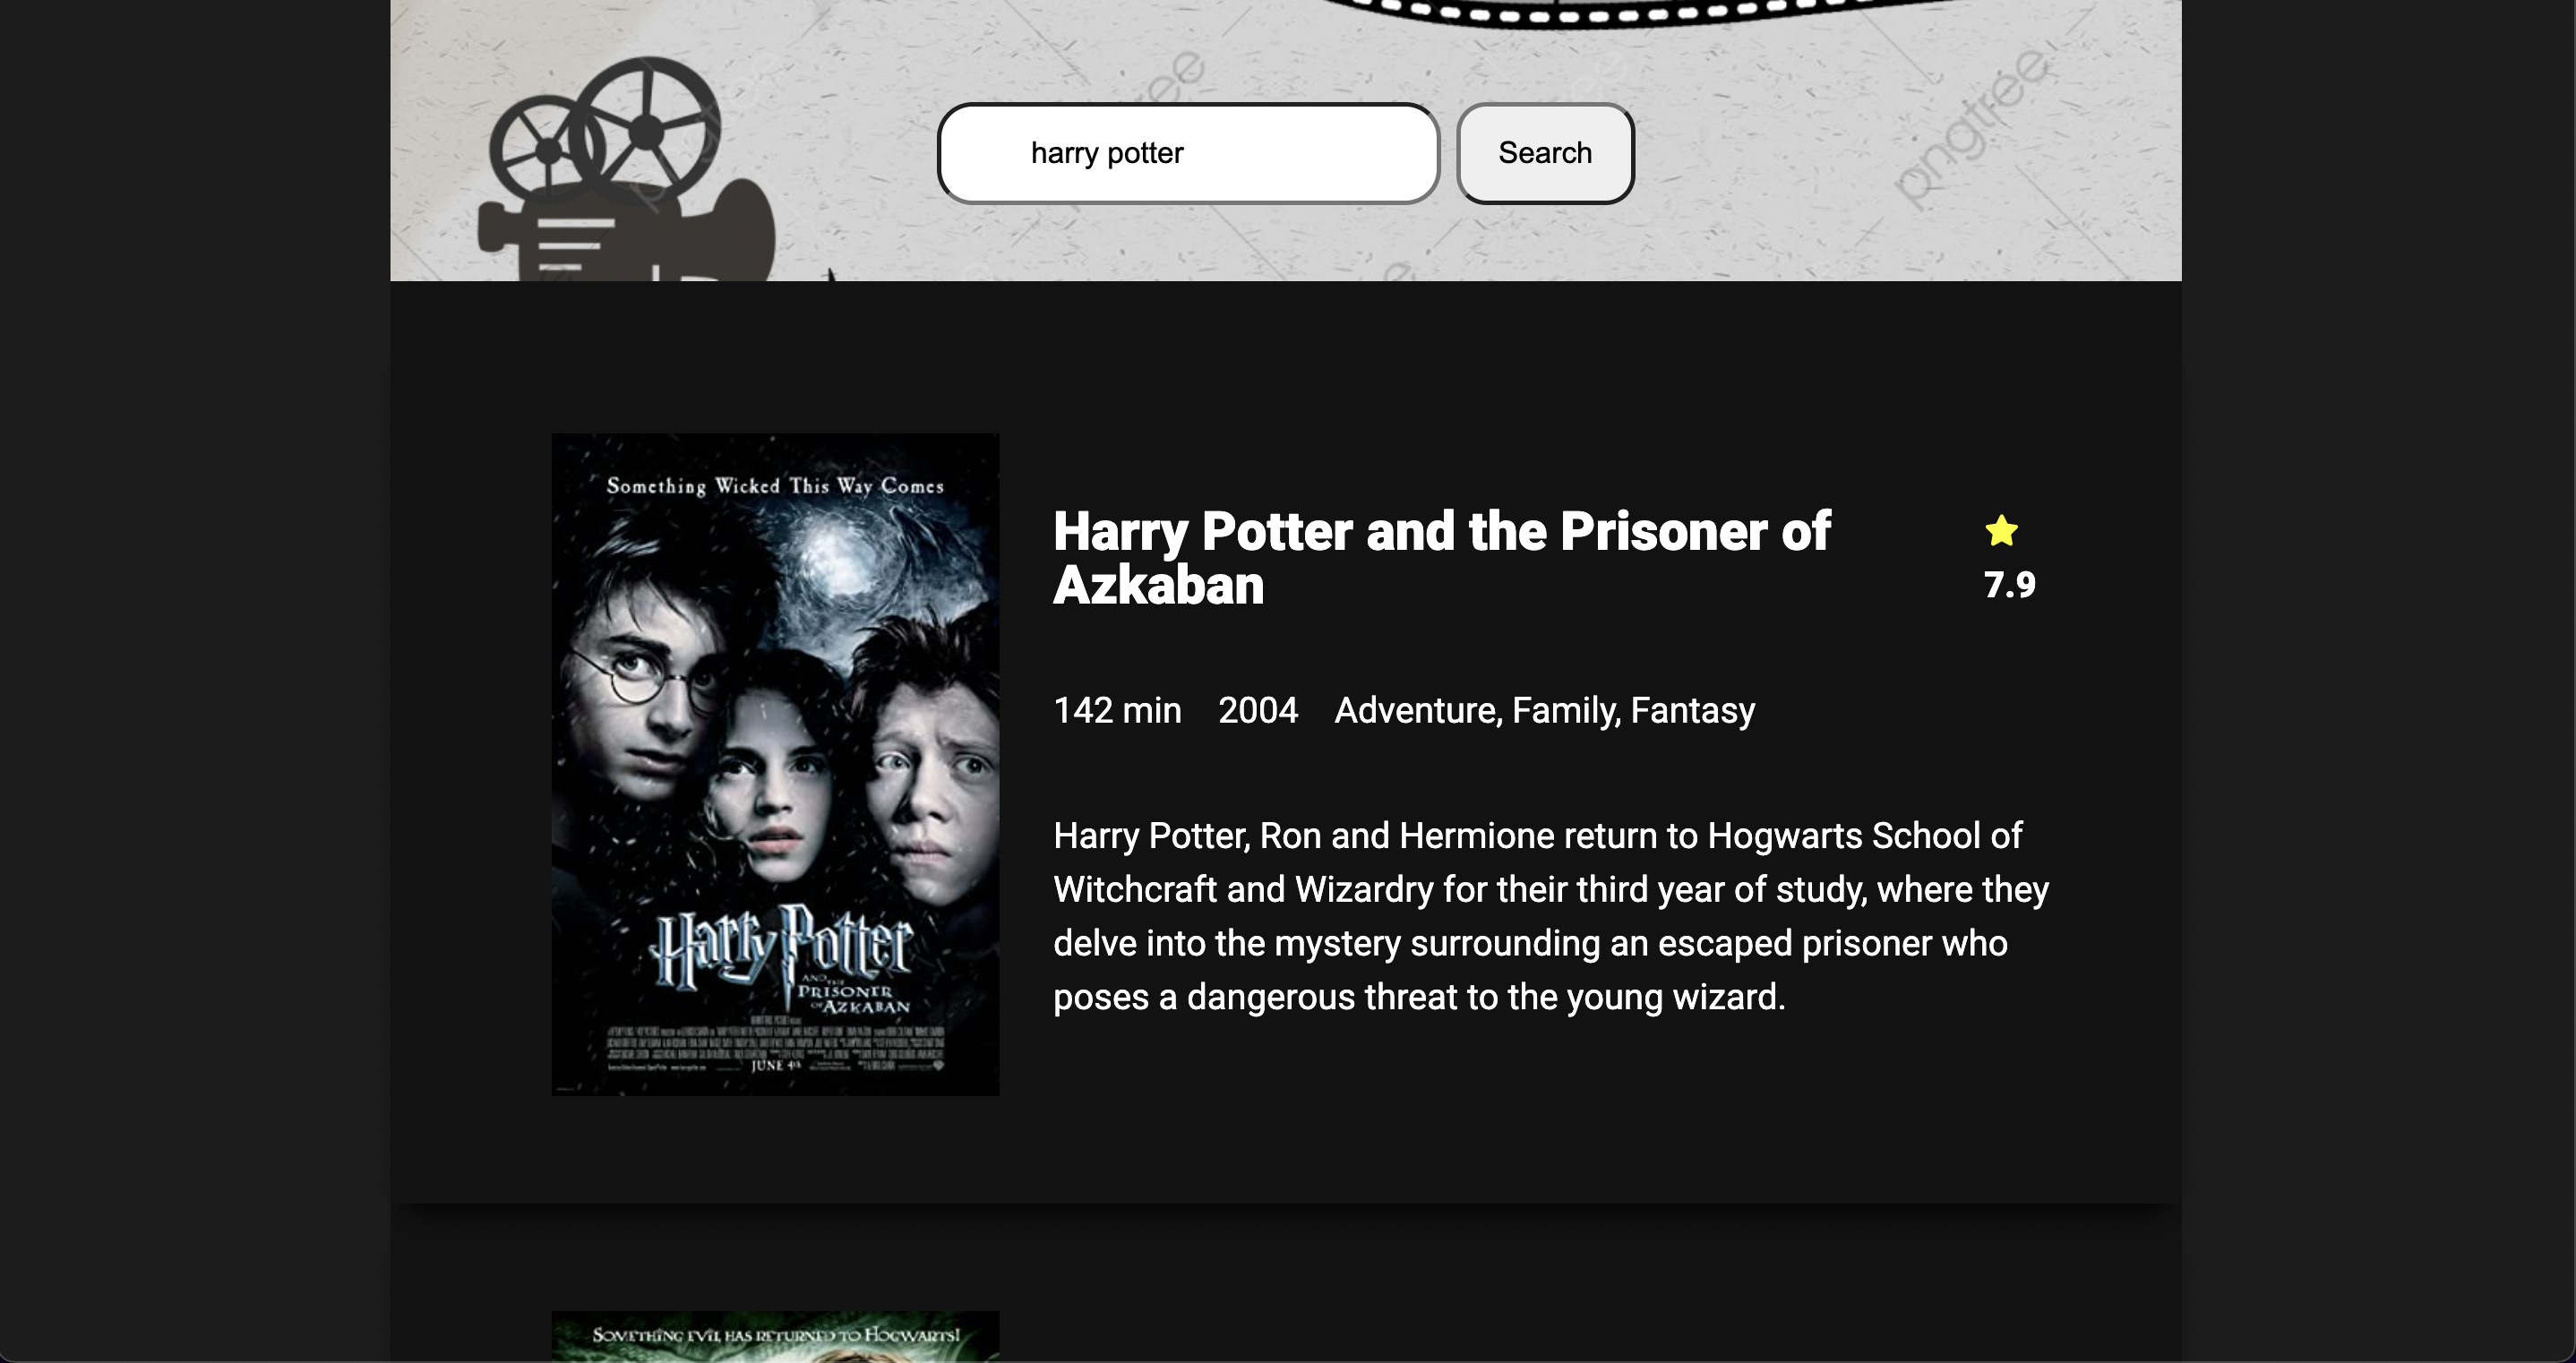 pngtree
harry potter
Search
Something Wicked This Way Comes
Harry Potter
AND THE
PRISONER
OF AZKABAN
JUNE 4th
Harry Potter and the Prisoner of
Azkaban
7.9
142 min 2004 Adventure, Family, Fantasy
Harry Potter, Ron and Hermione return to Hogwarts School of
Witchcraft and Wizardry for their third year of study, where they
delve into the mystery surrounding an escaped prisoner who
poses a dangerous threat to the young wizard.
SOMETHING EVIL HAS RETURNED TO HOGWARTS!